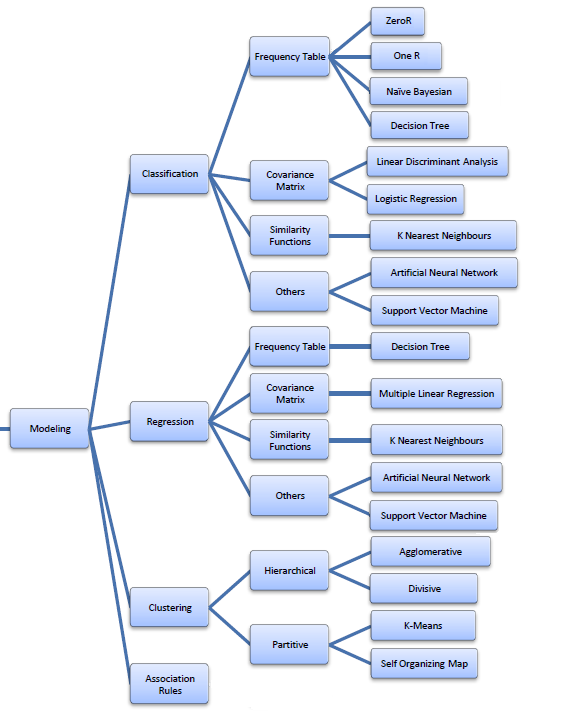 ZeroR
Frequency Table
One R
Naïve Bayesian
Decision Tree
Classification
Covariance
Matrix
Linear Discriminant Analysis
Logistic Regression
Similarity
Functions
K Nearest Neighbours
Others
Artificial Neural Network
Support Vector Machine
Frequency Table
Decision Tree
Covariance
Matrix
Multiple Linear Regression
Modeling
Regression
Similarity
Functions
K Nearest Neighbours
Others
Artificial Neural Network
Support Vector Machine
Hierarchical
Agglomerative
Divisive
Clustering
Partitive
K-Means
Self Organizing Map
Association
Rules